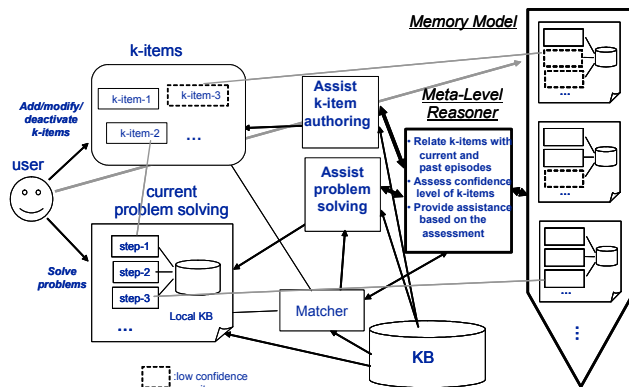 Memory Model
k-items
k-item-1
k-item-3
k-item-2
...
Add/modify/
deactivate
k-items
Assist
k-item
authoring
Meta-Level
Reasoner
• Relate k-items with
current and past
episodes
• Assess confidence
level of k-items
• Provide assistance
based on the
assessment
...
...
...
user
current
problem solving
Assist
problem
solving
step-1
step-2
step-3
Local KB
...
Solve
problems
Matcher
KB
:low confidence